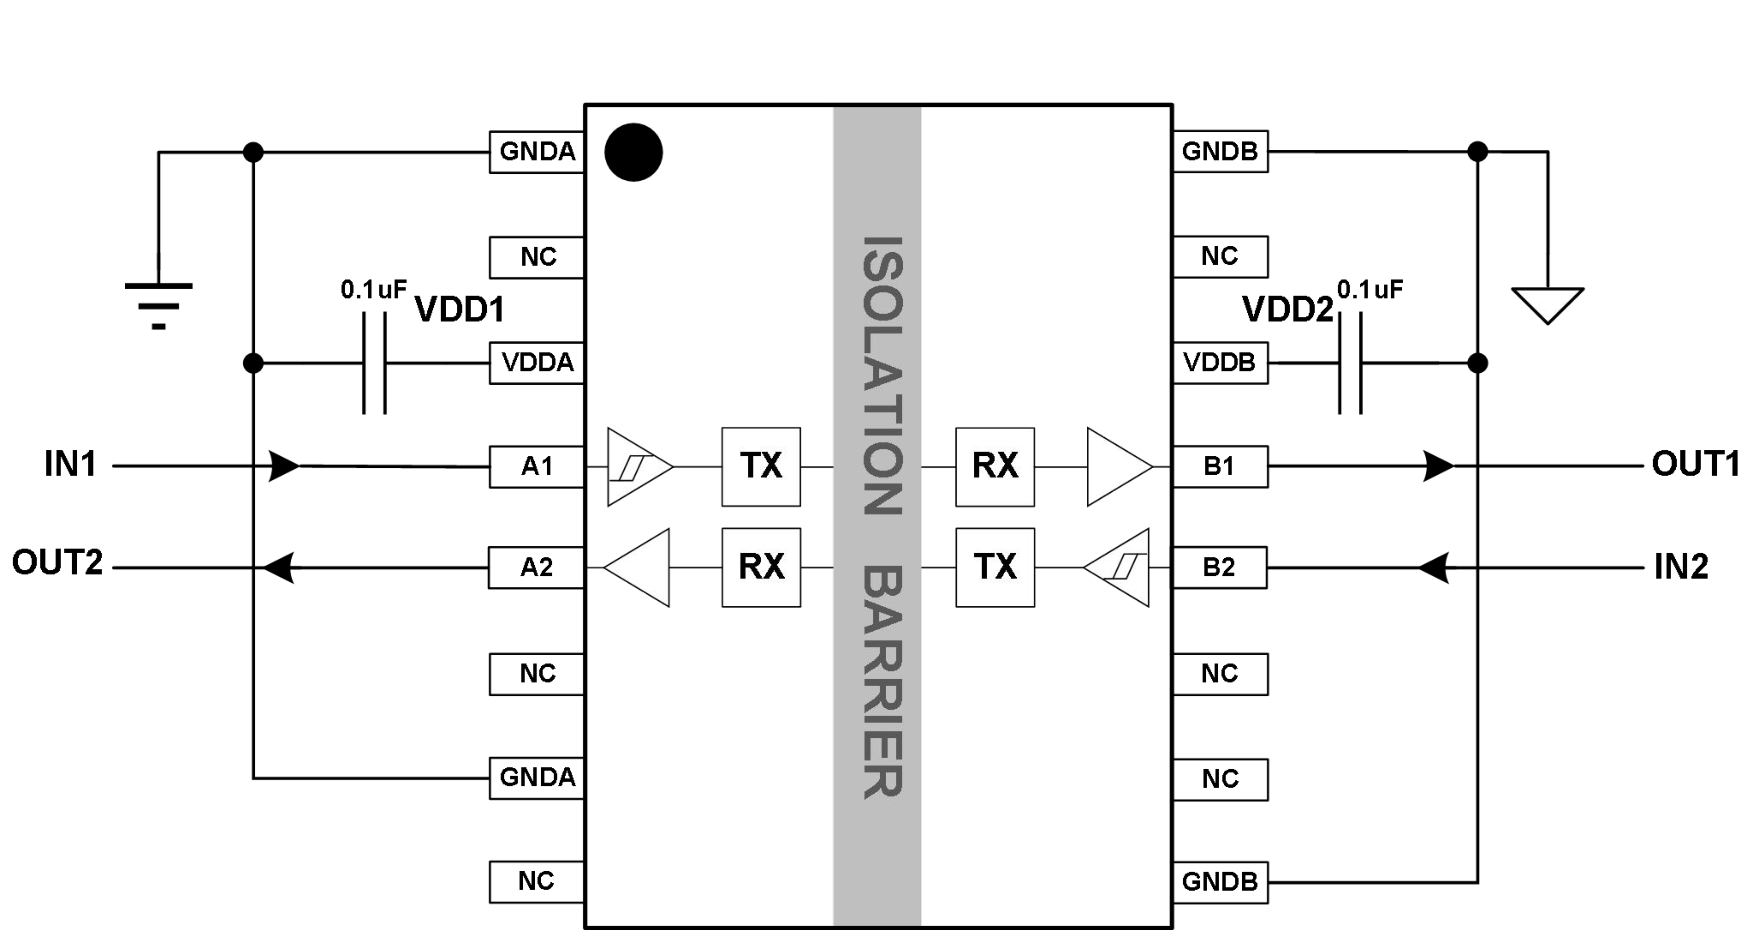 GNDA
GNDB
NC
NC
0.1uF
VDD1
VDD2
0.1uF
VDDA
VDDB
IN1
A1
TX
RX
B1
OUT1
OUT2
A2
RX
TX
B2
IN2
ISOLATION BARRIER
NC
NC
GNDA
NC
NC
GNDB